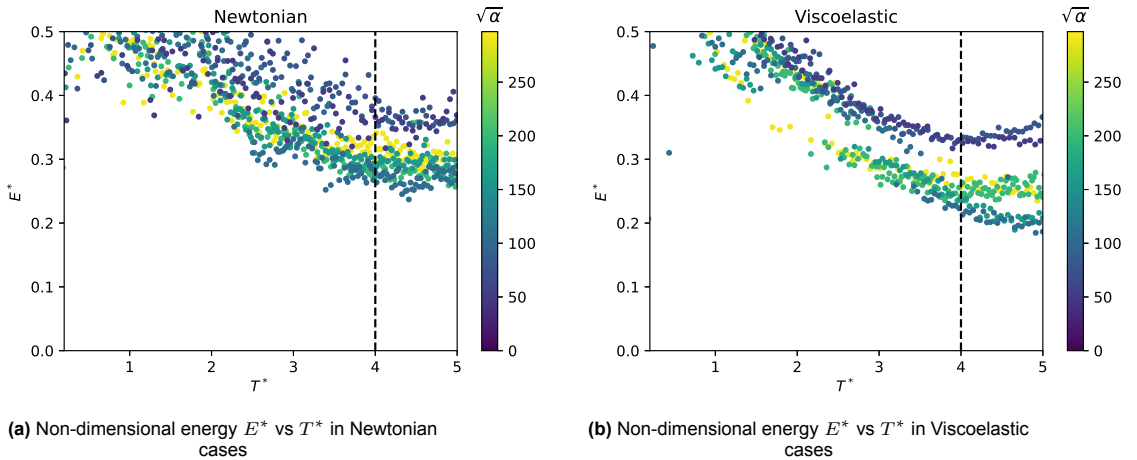 Newtonian
√α
0.5
0.4
0.3
0.2
0.1
0.0
E*
1 2 3 4 5
T*
250
200
150
100
50
0
(a) Non-dimensional energy E* vs T* in Newtonian
cases
Viscoelastic
√α
0.5
0.4
0.3
0.2
0.1
0.0
E*
1 2 3 4 5
T*
250
200
150
100
50
0
(b) Non-dimensional energy E* vs T* in Viscoelastic
cases